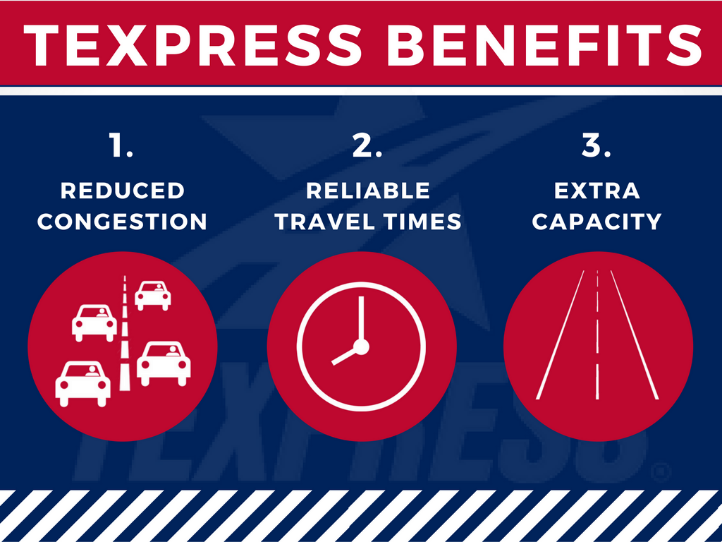 TEXPRESS BENEFITS
1.
REDUCED
CONGESTION
2.
RELIABLE
TRAVEL TIMES
3.
EXTRA
CAPACITY
TEXPRESS®